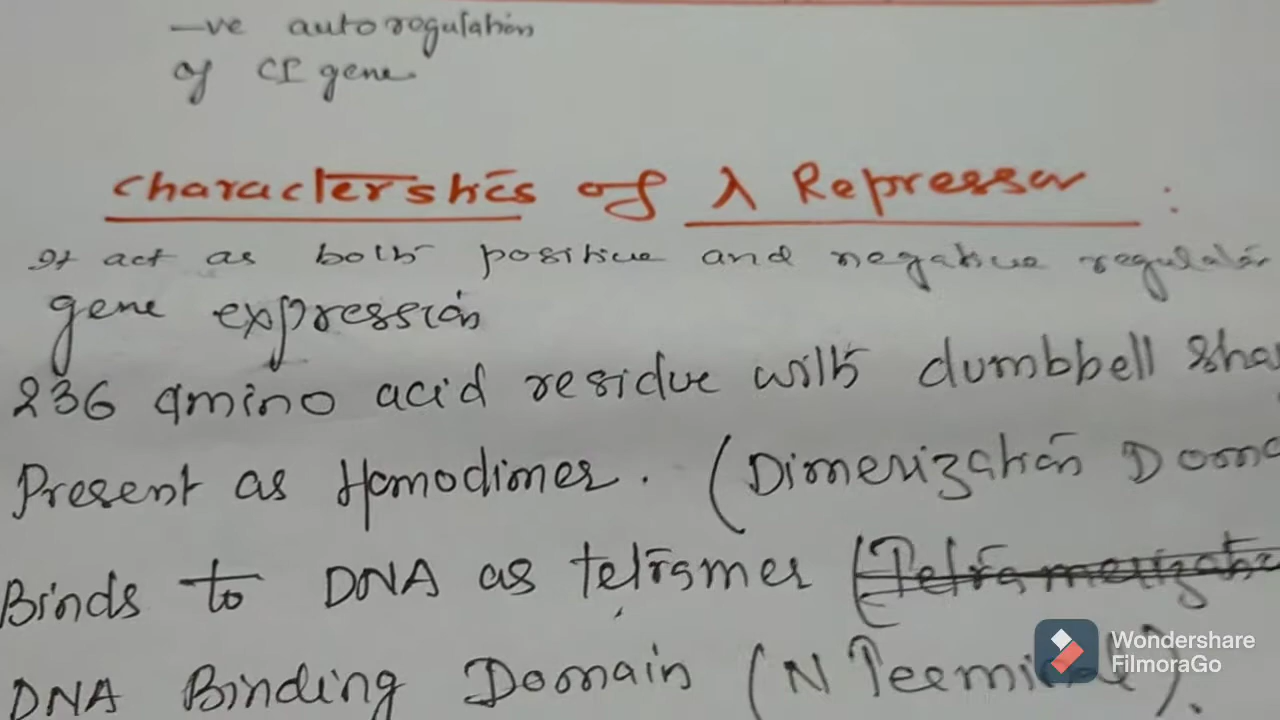 -ve autoregulation
of CI gene
Characterstics of λ Repressor :
It act as both positive and negative
gene expression
236 amino acid residue with dumbbell
Present as Homodimer. (Dimerization
Binds to DNA as tetramer
DNA Binding Domain (N Terminal).
Wondershare
FilmoraGo